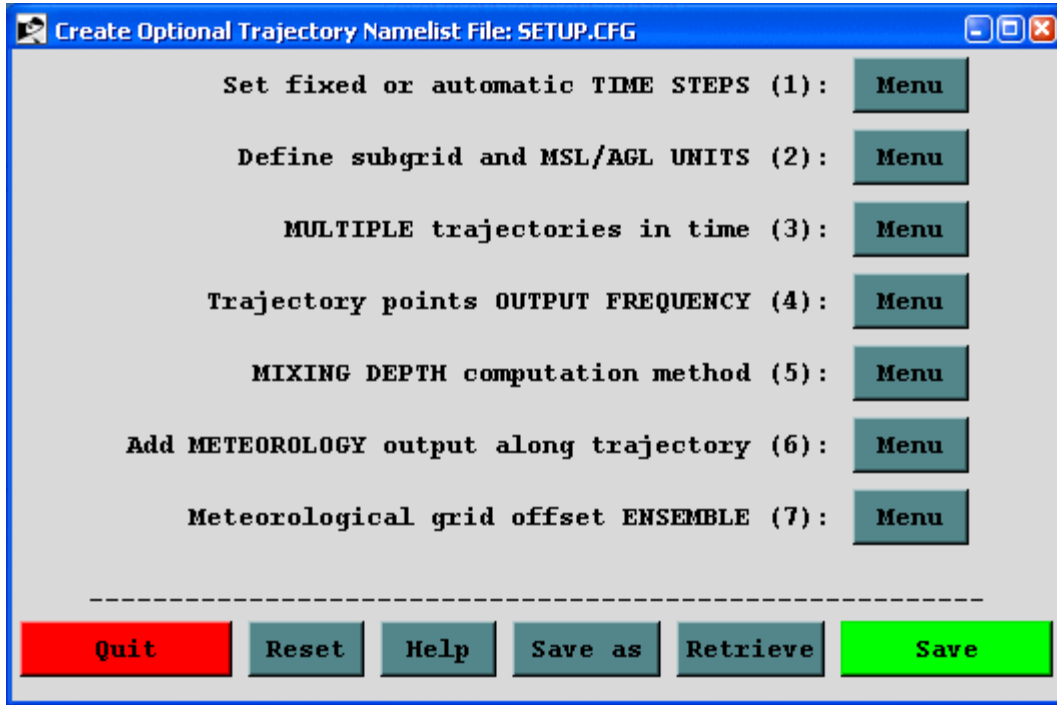 Create Optional Trajectory Namelist File: SETUP.CFG
Set fixed or automatic TIME STEPS (1): Menu
Define subgrid and MSL/AGL UNITS (2): Menu
MULTIPLE trajectories in time (3): Menu
Trajectory points OUTPUT FREQUENCY (4): Menu
MIXING DEPTH computation method (5): Menu
Add METEOROLOGY output along trajectory (6): Menu
Meteorological grid offset ENSEMBLE (7): Menu
Quit Reset Help Save as Retrieve Save